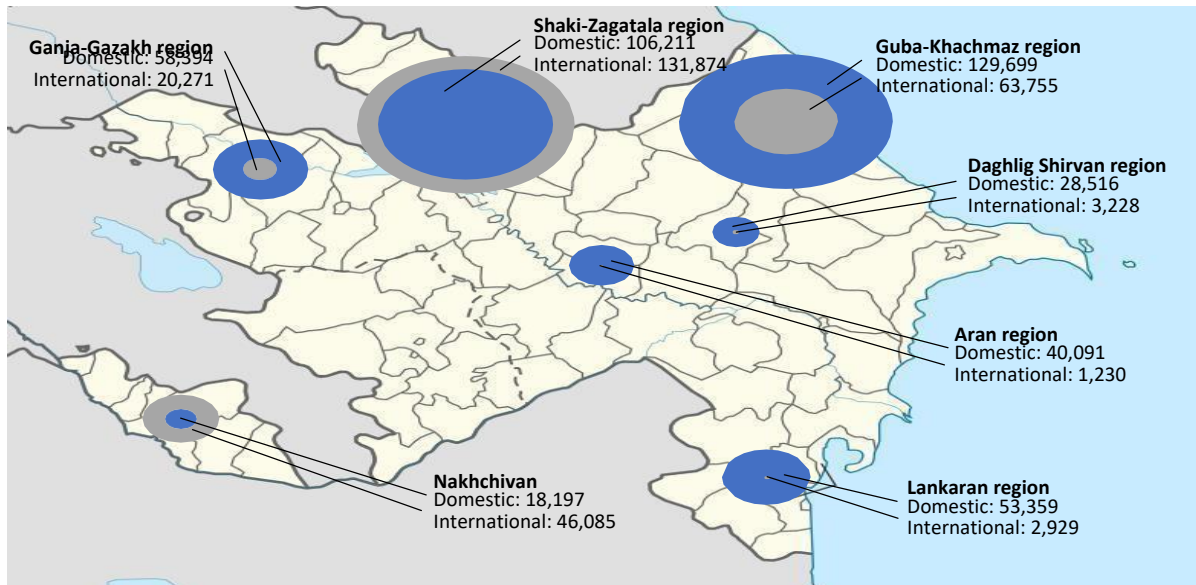 Ganja-Gazakh region
Domestic: 58,394
International: 20,271
Shaki-Zagatala region
Domestic: 106,211
International: 131,874
Guba-Khachmaz region
Domestic: 129,699
International: 63,755
Daghlig Shirvan region
Domestic: 28,516
International: 3,228
Aran region
Domestic: 40,091
International: 1,230
Nakhchivan
Domestic: 18,197
International: 46,085
Lankaran region
Domestic: 53,359
International: 2,929